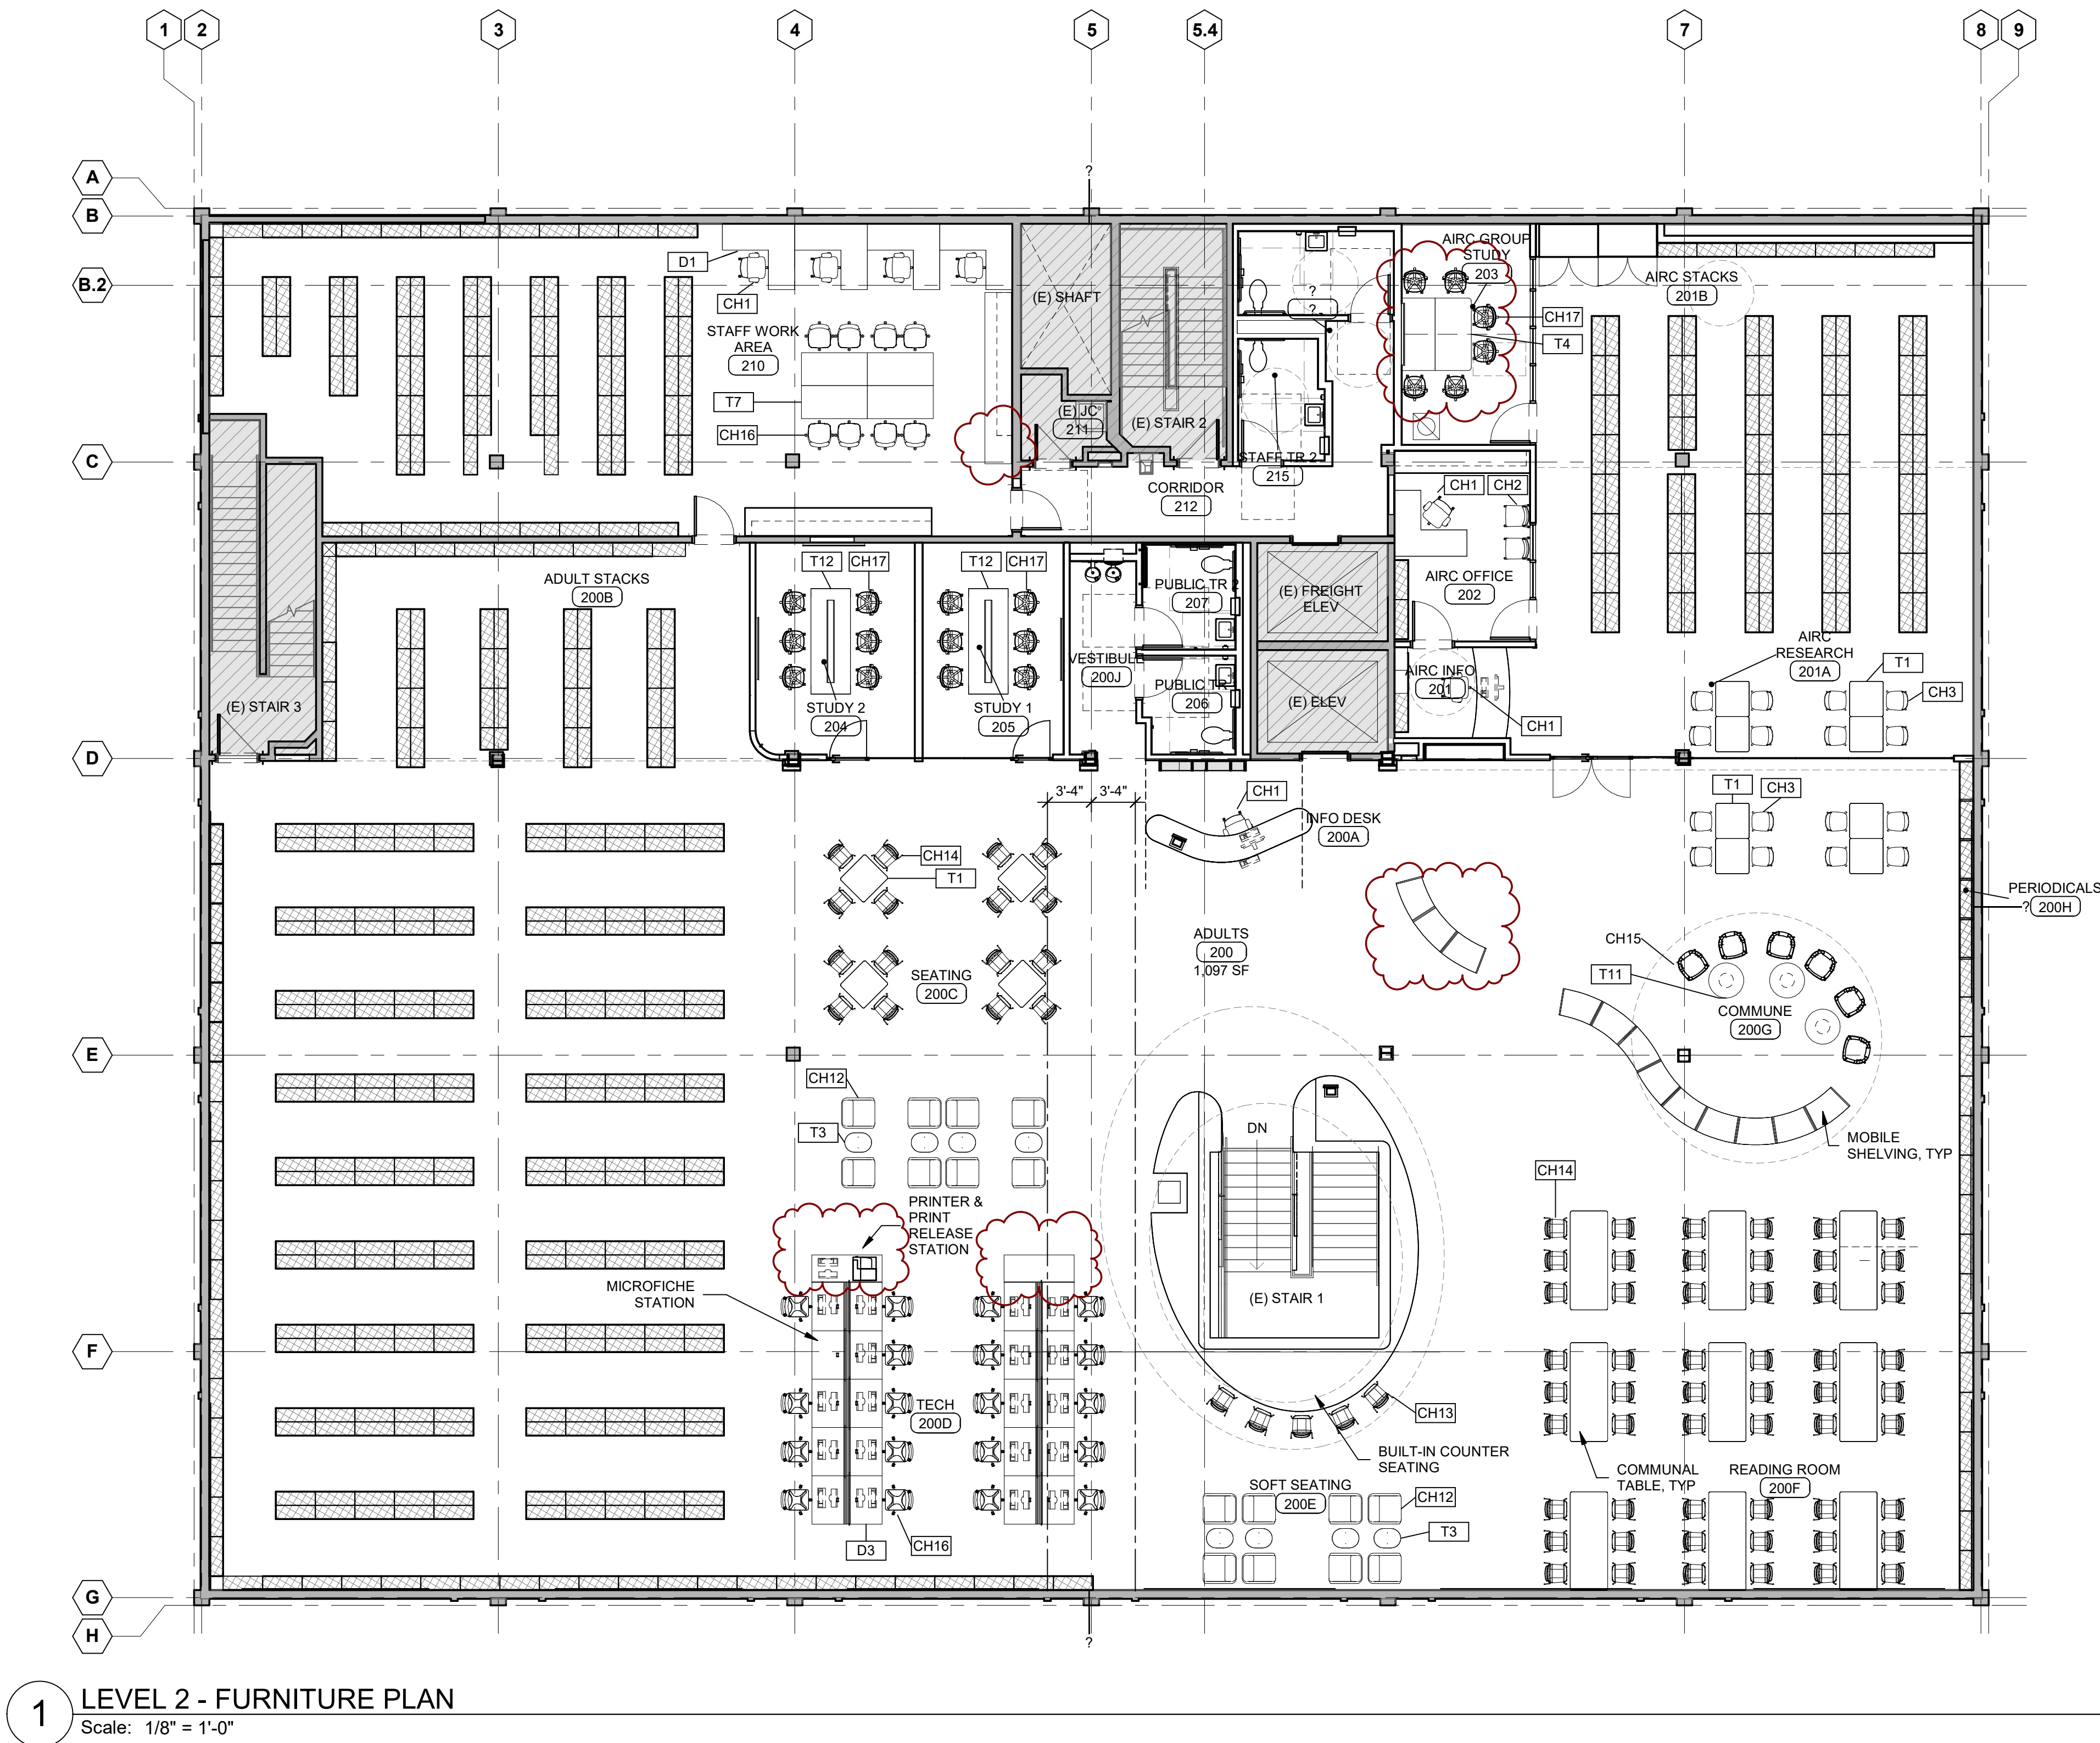 1
2
3
4
5
5.4
7
8
9
A
B
B.2
C
D
E
F
G
H
?
D1
CH1
STAFF WORK
AREA
210
T7
CH16
(E) SHAFT
(E) JC
211
(E) STAIR 2
?
?
STAFF TR 2
215
CORRIDOR
212
AIRC GROUP
STUDY
203
CH17
T4
AIRC STACKS
201B
CH1
CH2
AIRC OFFICE
202
ADULT STACKS
200B
(E) STAIR 3
T12
CH17
T12
CH17
STUDY 2
204
STUDY 1
205
VESTIBULE
200J
PUBLIC TR 2
207
PUBLIC TR
206
(E) FREIGHT
ELEV
(E) ELEV
AIRC INFO
201
CH1
AIRC
RESEARCH
201A
T1
CH3
3'-4"
3'-4"
CH1
INFO DESK
200A
T1
CH3
CH14
T1
PERIODICALS
?
200H
ADULTS
200
1,097 SF
SEATING
200C
CH15
T11
COMMUNE
200G
CH12
T3
DN
MOBILE
SHELVING, TYP
CH14
PRINTER &
PRINT
RELEASE
STATION
MICROFICHE
STATION
(E) STAIR 1
TECH
200D
CH13
BUILT-IN COUNTER
SEATING
COMMUNAL
TABLE, TYP
READING ROOM
200F
SOFT SEATING
200E
CH12
T3
D3
CH16
?
1
LEVEL 2 - FURNITURE PLAN
Scale: 1/8" = 1'-0"